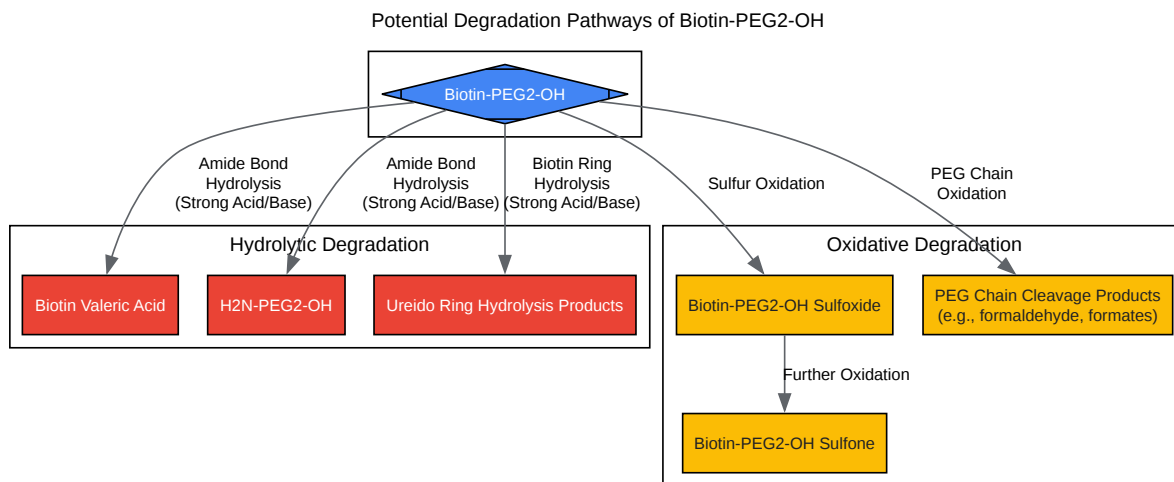 Potential Degradation Pathways of Biotin-PEG2-OH
Biotin-PEG2-OH
Amide Bond
Hydrolysis
(Strong Acid/Base)
Amide Bond
Hydrolysis
(Strong Acid/Base)
Biotin Ring
Hydrolysis
(Strong Acid/Base)
Sulfur Oxidation
PEG Chain
Oxidation
Hydrolytic Degradation
Biotin Valeric Acid
H2N-PEG2-OH
Ureido Ring Hydrolysis Products
Oxidative Degradation
Biotin-PEG2-OH Sulfoxide
PEG Chain Cleavage Products
(e.g., formaldehyde, formates)
Further Oxidation
Biotin-PEG2-OH Sulfone